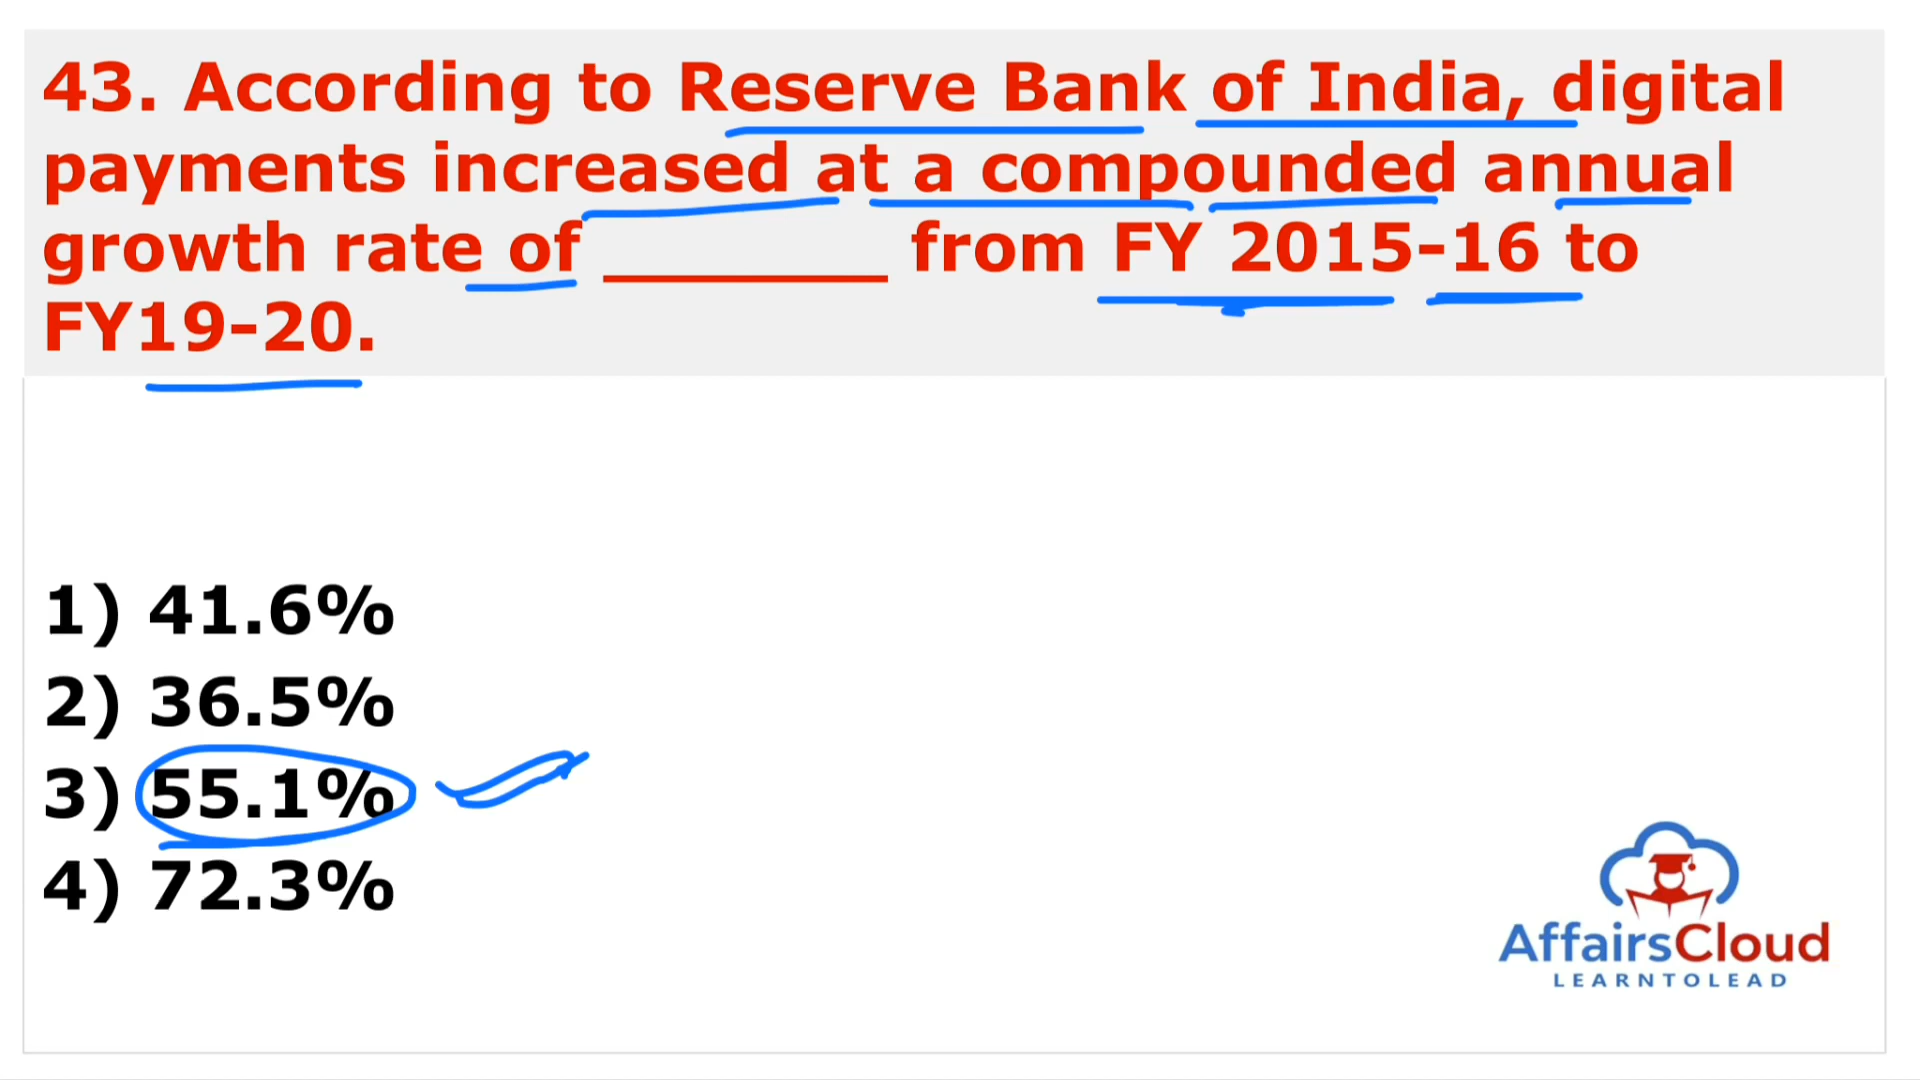 43. According to Reserve Bank of India, digital
payments increased at a compounded annual
growth rate of ________ from FY 2015-16 to
FY19-20.
1) 41.6%
2) 36.5%
3) 55.1%
4) 72.3%
AffairsCloud
LEARNTOLEAD